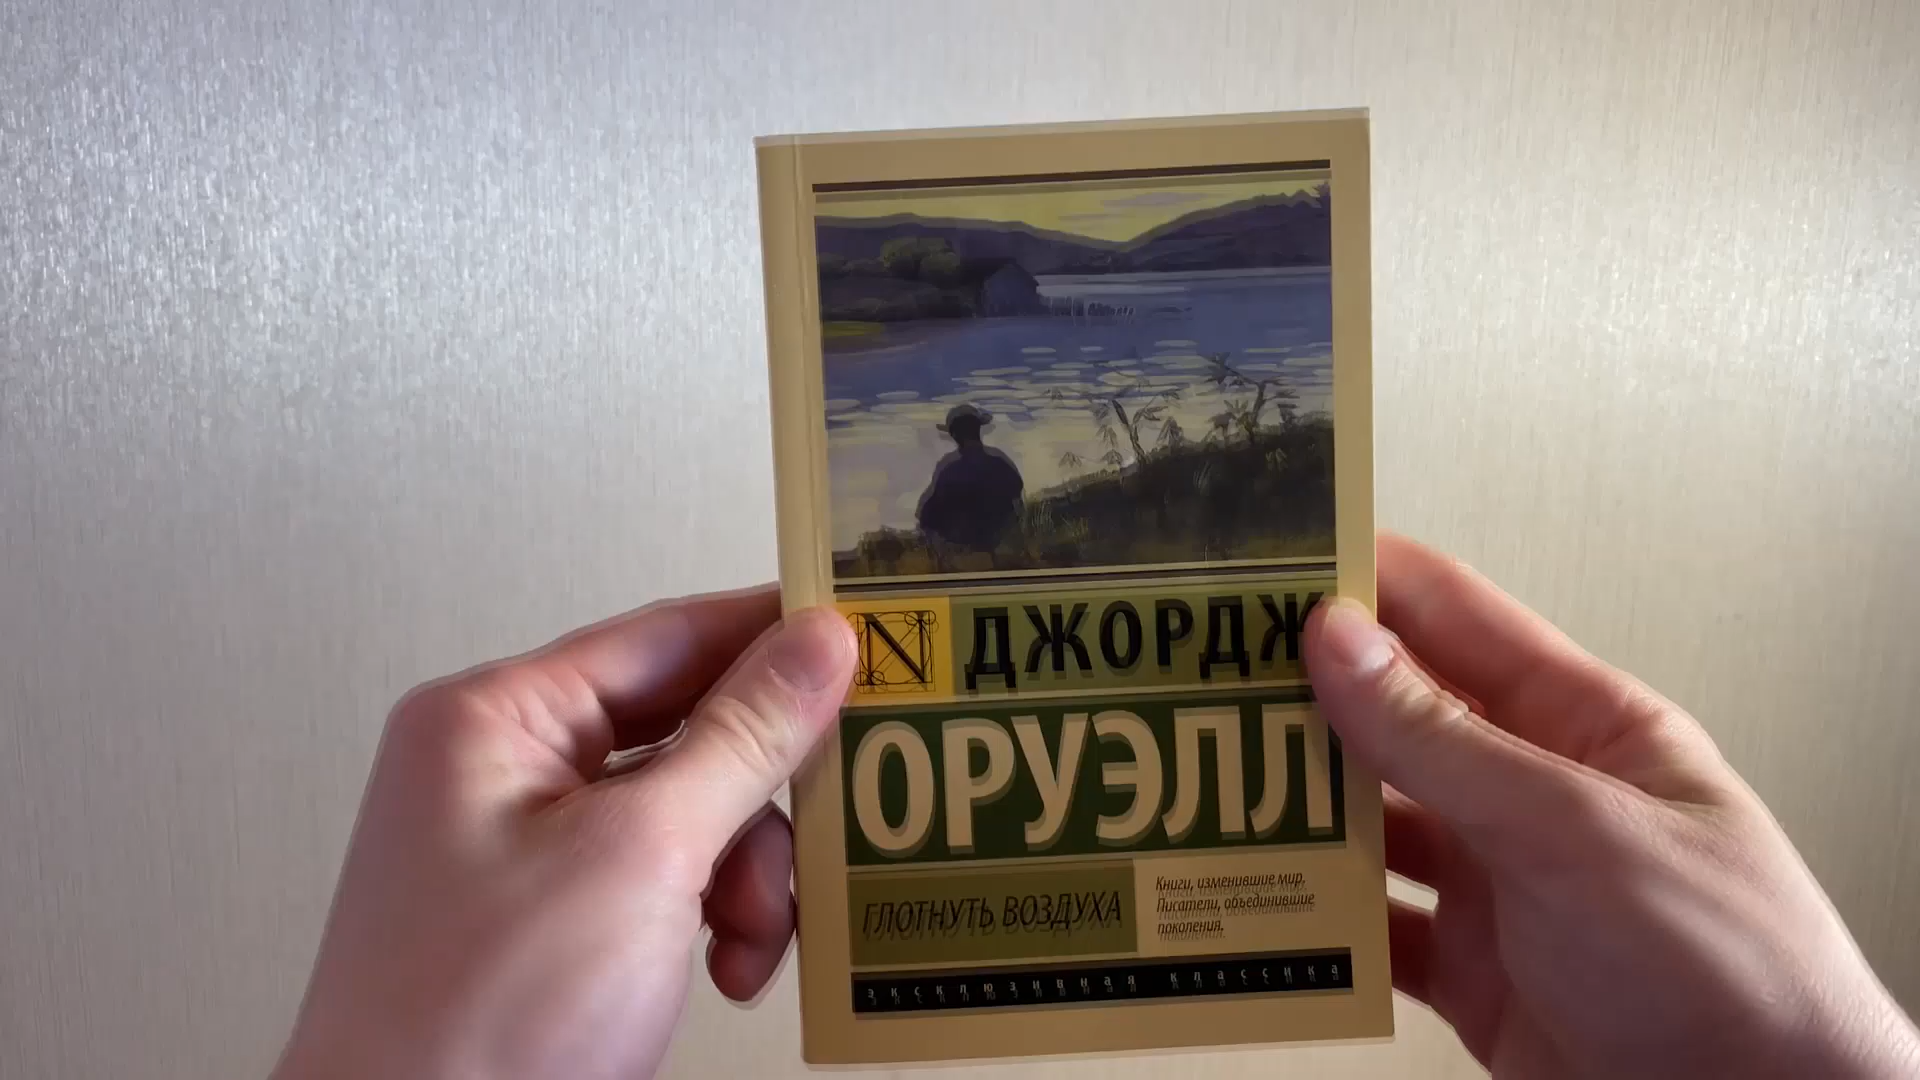 N ДЖОРДЖ
ОРУЭЛЛ
ГЛОТНУТЬ ВОЗДУХА
Книги, изменившие мир.
Писатели, объединившие
поколения.
эксклюзивная классика